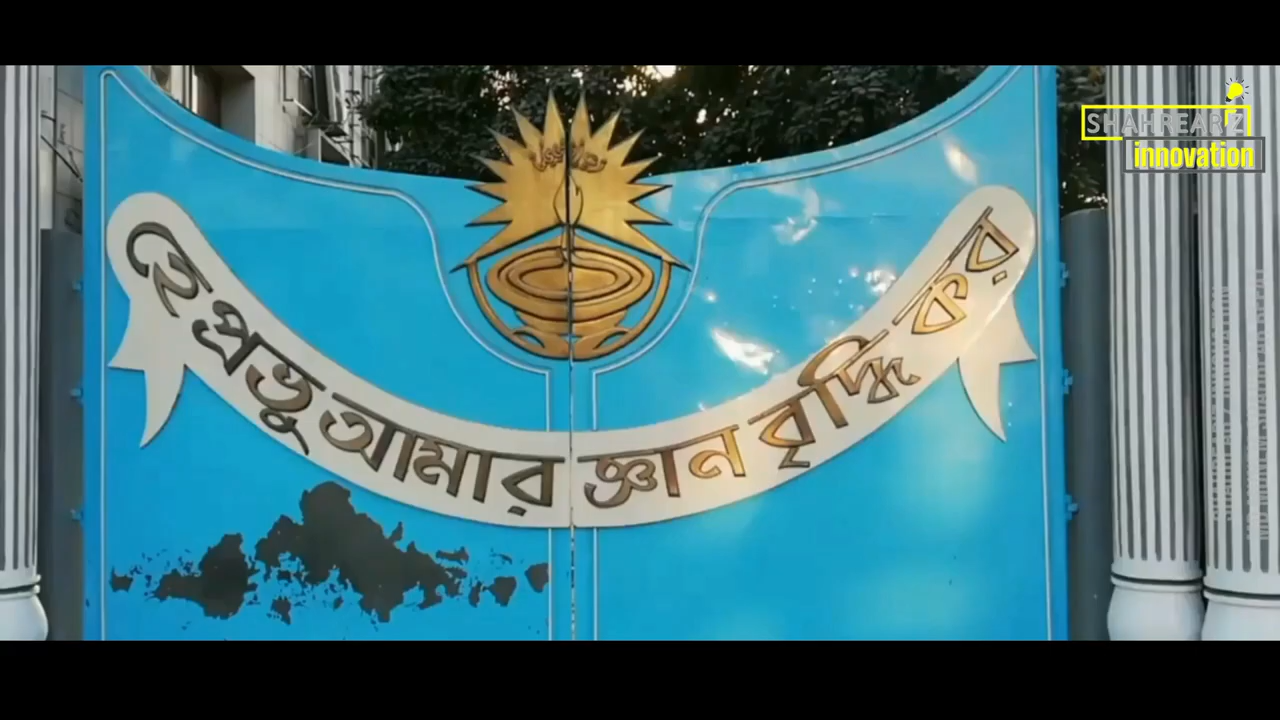 হে প্রভু আমার জ্ঞান বৃদ্ধি কর
SHAHREAR'Z
innovation